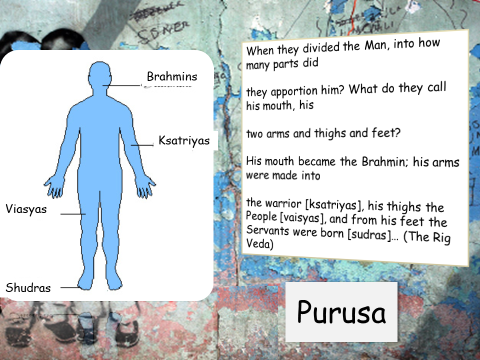 Brahmins
Ksatriyas
Viasyas
Shudras
When they divided the Man, into how
many parts did
they apportion him? What do they call
his mouth, his
two arms and thighs and feet?
His mouth became the Brahmin; his arms
were made into
the warrior [ksatriyas], his thighs the
People [vaisyas], and from his feet the
Servants were born [sudras]… (The Rig
Veda)
Purusa